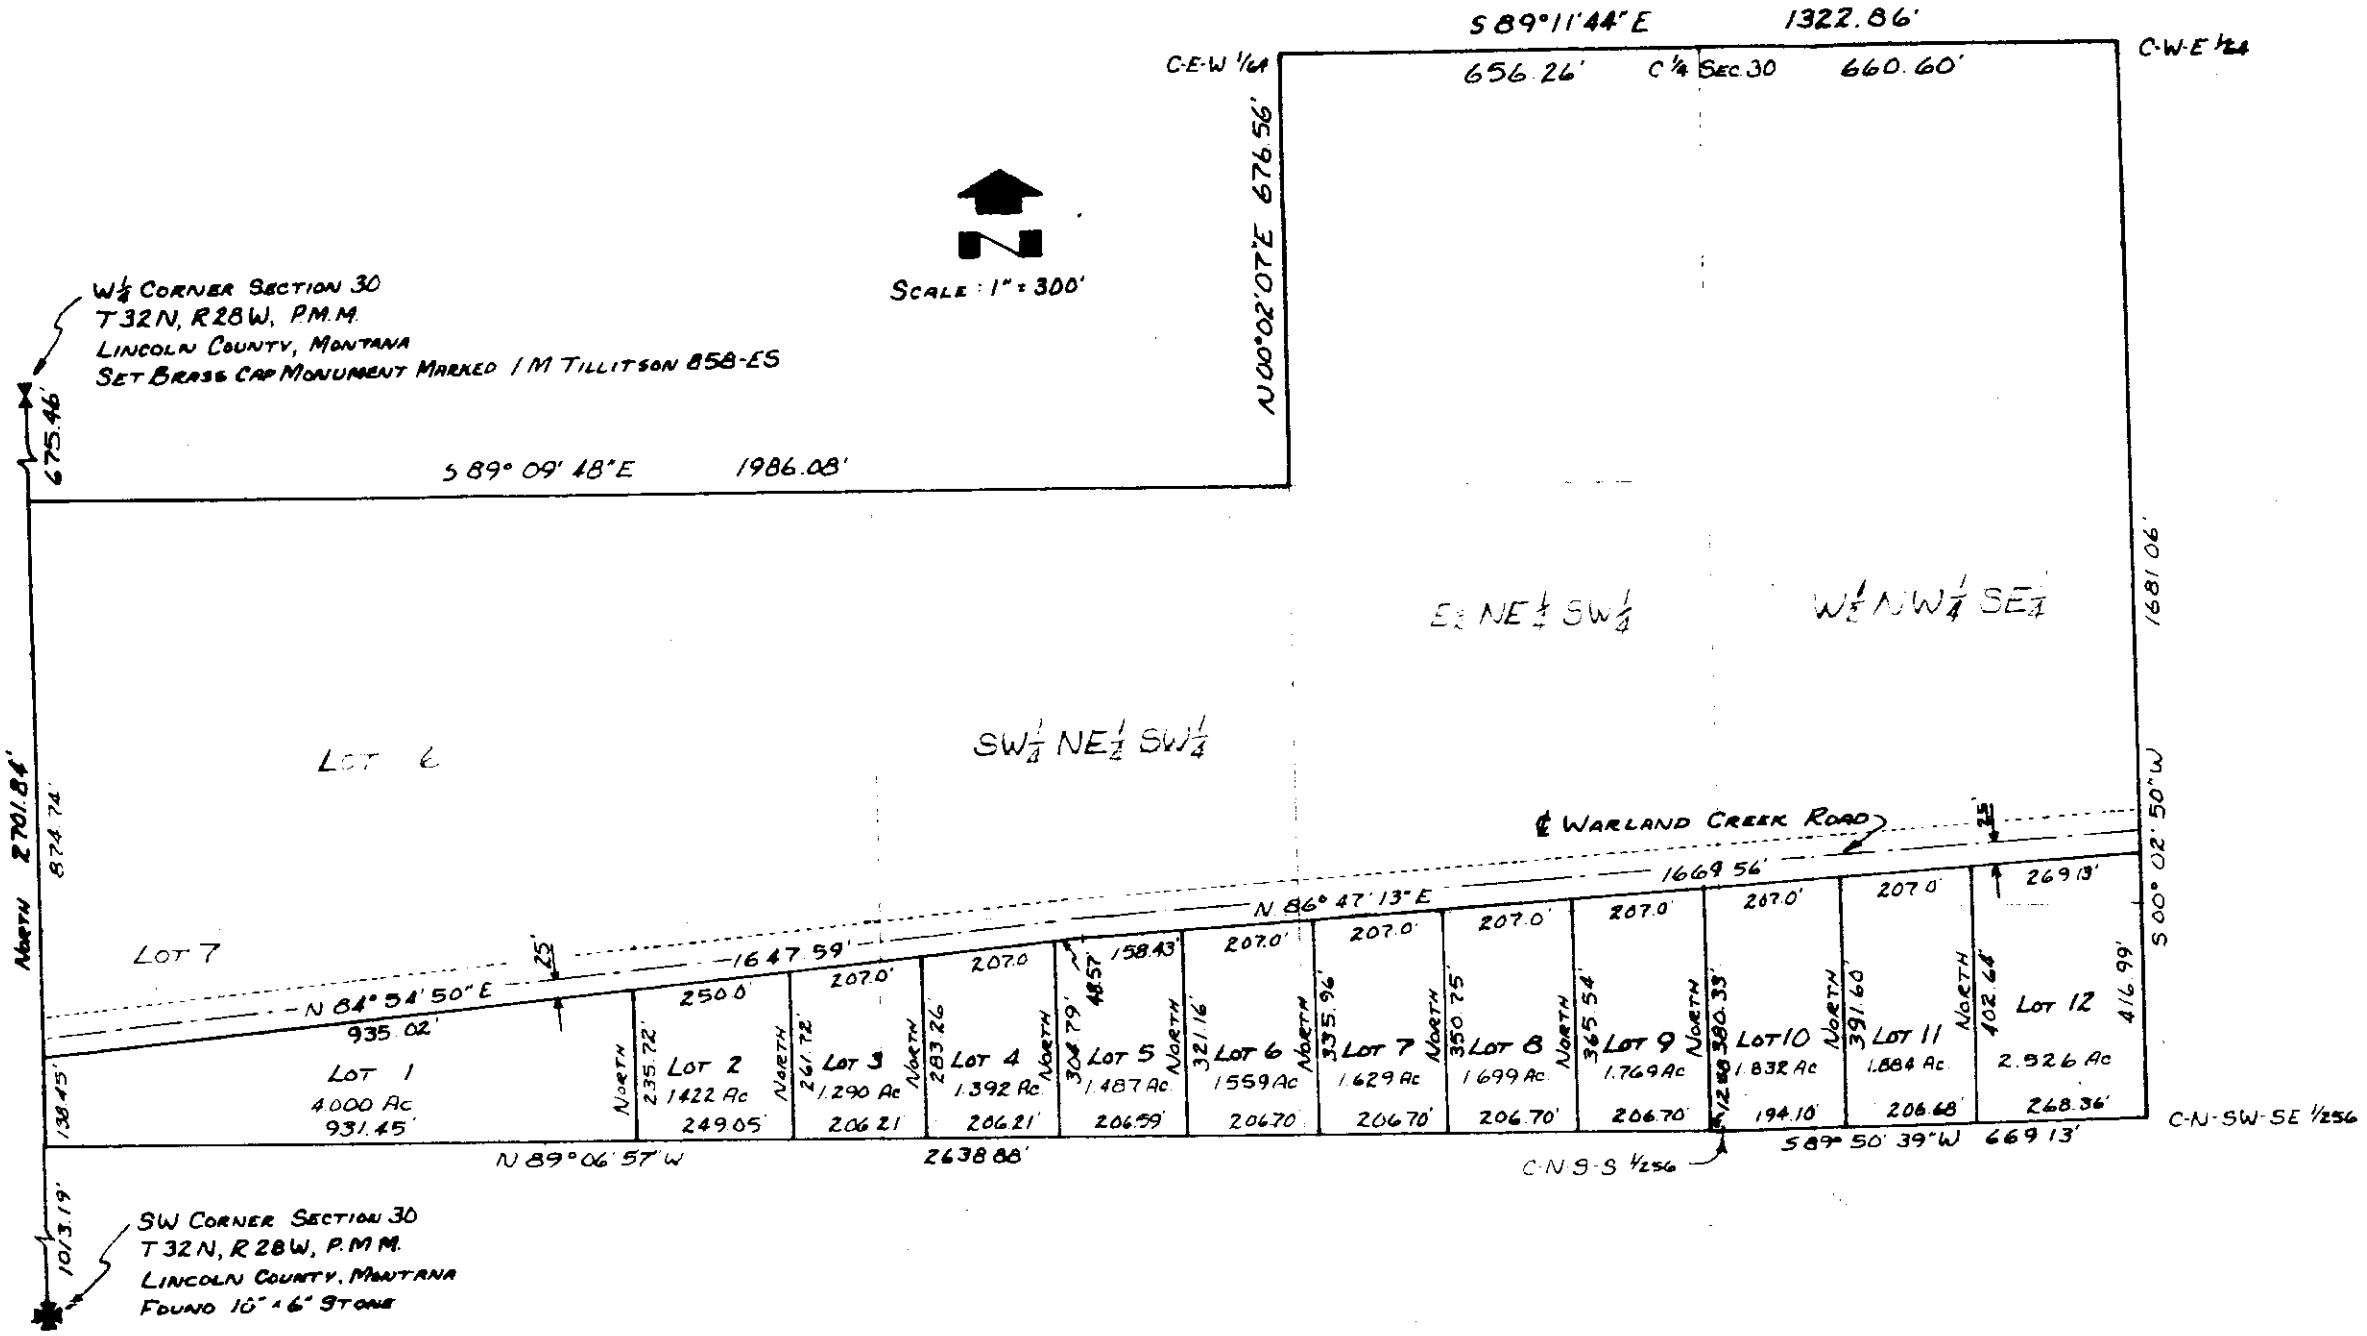 S 89° 11' 44" E 1322.86'
C-E-W 1/64
656.26' C 1/4 SEC. 30 660.60'
C-W-E 1/64
N 00° 02' 07" E 676.56'
SCALE : 1" = 300'
W 1/4 CORNER SECTION 30
T 32 N, R 28 W, P.M.M.
LINCOLN COUNTY, MONTANA
SET BRASS CAP MONUMENT MARKED / M TILLITSON 858-ES
675.46'
S 89° 09' 48" E 1986.08'
1681.06'
E 1/2 NE 1/4 SW 1/4
W 1/2 NW 1/4 SE 1/4
LOT 6
SW 1/4 NE 1/4 SW 1/4
NORTH 2701.84'
874.74'
S 00° 02' 50" W
℄ WARLAND CREEK ROAD
25'
1669.56'
N 86° 47' 13" E
LOT 7
25'
1647.59'
N 84° 54' 50" E
935.02'
250.0'
207.0'
207.0
48.57'
158.43'
207.0'
207.0'
207.0'
207.0'
207.0'
207.0'
269.13'
138.45'
LOT 1
4.000 Ac
931.45'
NORTH
235.72'
LOT 2
1.422 Ac
249.05'
NORTH
261.72'
LOT 3
1.290 Ac
206.21'
NORTH
283.26'
LOT 4
1.392 Ac
206.21'
NORTH
304.79'
LOT 5
1.487 Ac.
206.59'
NORTH
321.16'
LOT 6
1.559 Ac
206.70'
NORTH
335.96'
LOT 7
1.629 Ac
206.70'
NORTH
350.75'
LOT 8
1.699 Ac.
206.70'
NORTH
365.54'
LOT 9
1.769 Ac
206.70'
NORTH
380.33'
LOT 10
1.832 Ac
194.10'
NORTH
391.60'
LOT 11
1.884 Ac.
206.68'
NORTH
402.64'
LOT 12
2.526 Ac
268.36'
416.99'
C-N-SW-SE 1/256
N 89° 06' 57" W 2638.88'
C-N-S-S 1/256
S 89° 50' 39" W 669.13'
1013.19'
SW CORNER SECTION 30
T 32 N, R 28 W, P.M.M.
LINCOLN COUNTY, MONTANA
FOUND 10" x 6" STONE